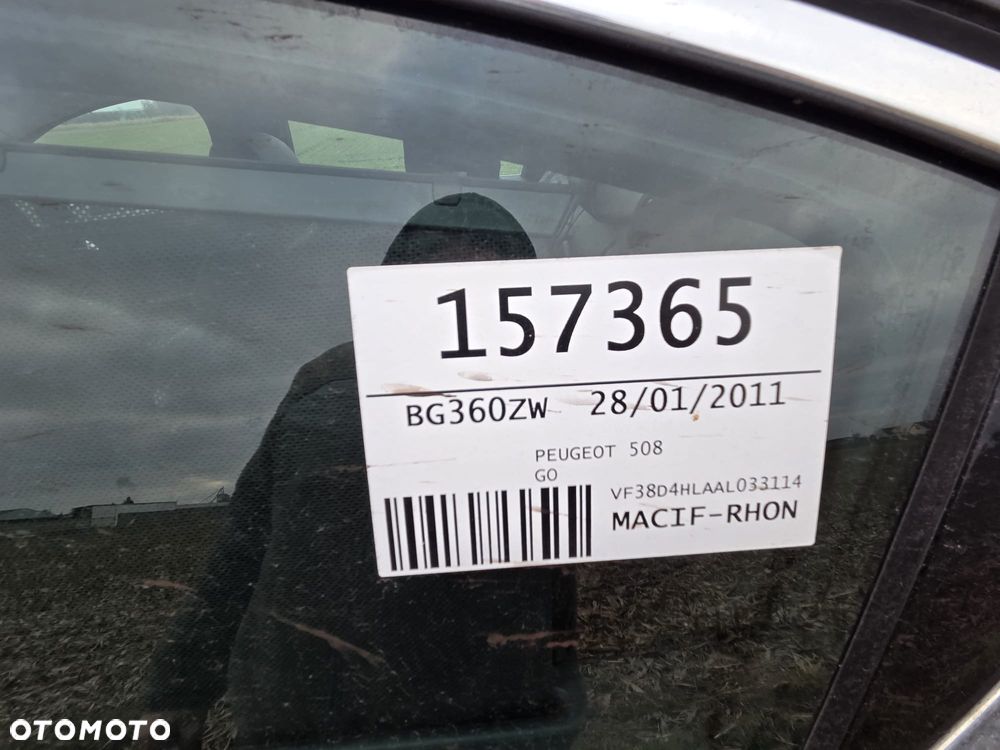 157365
BG360ZW 28/01/2011
PEUGEOT 508
GO
VF38D4HLAAL033114
MACIF-RHON
OTOMOTO